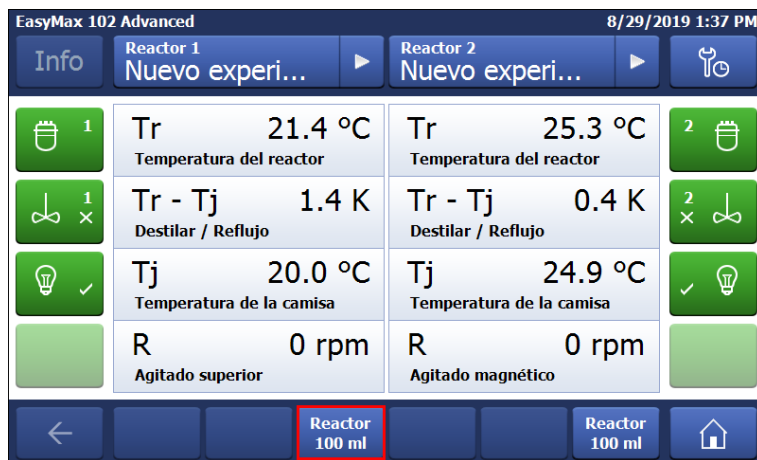 EasyMax 102 Advanced 8/29/2019 1:37 PM
Info
Reactor 1
Nuevo experi...
Reactor 2
Nuevo experi...
1
Tr 21.4 °C
Temperatura del reactor
Tr 25.3 °C
Temperatura del reactor
2
1
Tr - Tj 1.4 K
Destilar / Reflujo
Tr - Tj 0.4 K
Destilar / Reflujo
2
Tj 20.0 °C
Temperatura de la camisa
Tj 24.9 °C
Temperatura de la camisa
R 0 rpm
Agitado superior
R 0 rpm
Agitado magnético
Reactor
100 ml
Reactor
100 ml